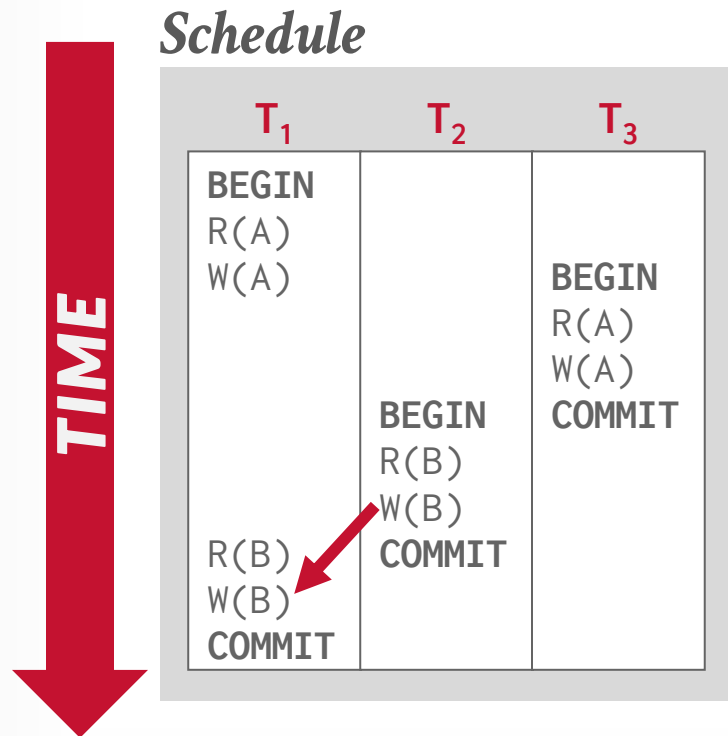 Schedule
TIME
T₁ T₂ T₃
BEGIN
R(A)
W(A) BEGIN
R(A)
W(A)
BEGIN COMMIT
R(B)
W(B)
R(B) COMMIT
W(B)
COMMIT